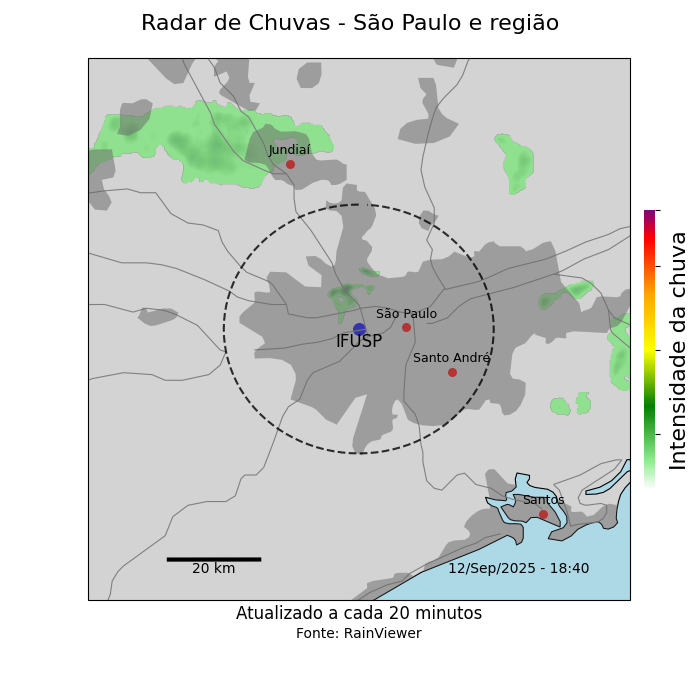 Radar de Chuvas - São Paulo e região
Jundiaí
São Paulo
IFUSP
Santo André
Santos
20 km
12/Sep/2025 - 18:40
Intensidade da chuva
Atualizado a cada 20 minutos
Fonte: RainViewer